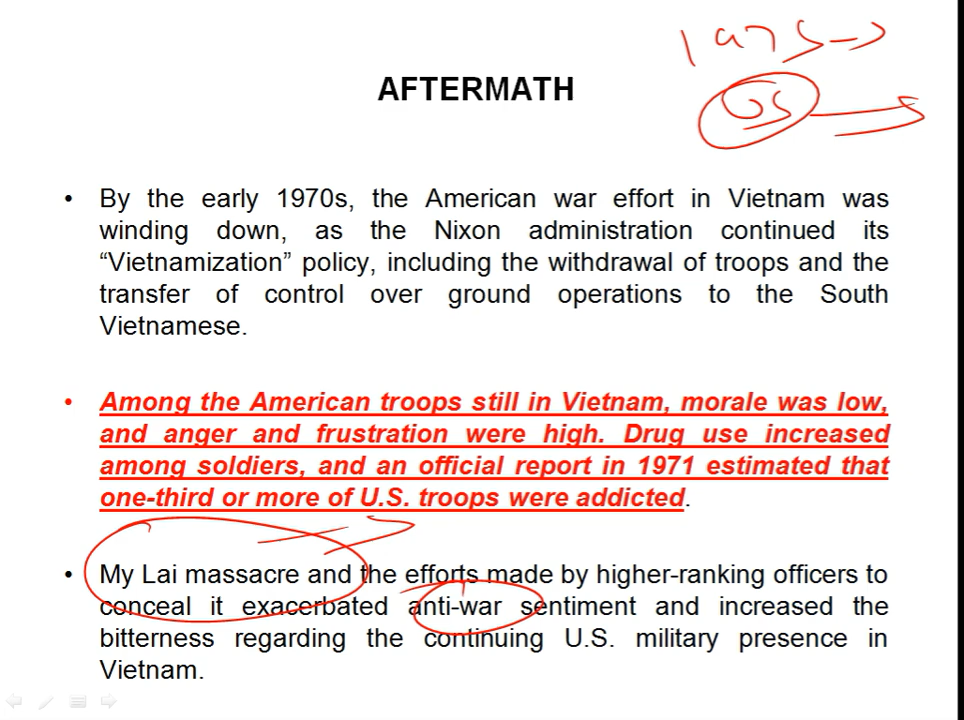 1975
AFTERMATH
• By the early 1970s, the American war effort in Vietnam was
winding down, as the Nixon administration continued its
“Vietnamization” policy, including the withdrawal of troops and the
transfer of control over ground operations to the South
Vietnamese.
• Among the American troops still in Vietnam, morale was low,
and anger and frustration were high. Drug use increased
among soldiers, and an official report in 1971 estimated that
one-third or more of U.S. troops were addicted.
• My Lai massacre and the efforts made by higher-ranking officers to
conceal it exacerbated anti-war sentiment and increased the
bitterness regarding the continuing U.S. military presence in
Vietnam.